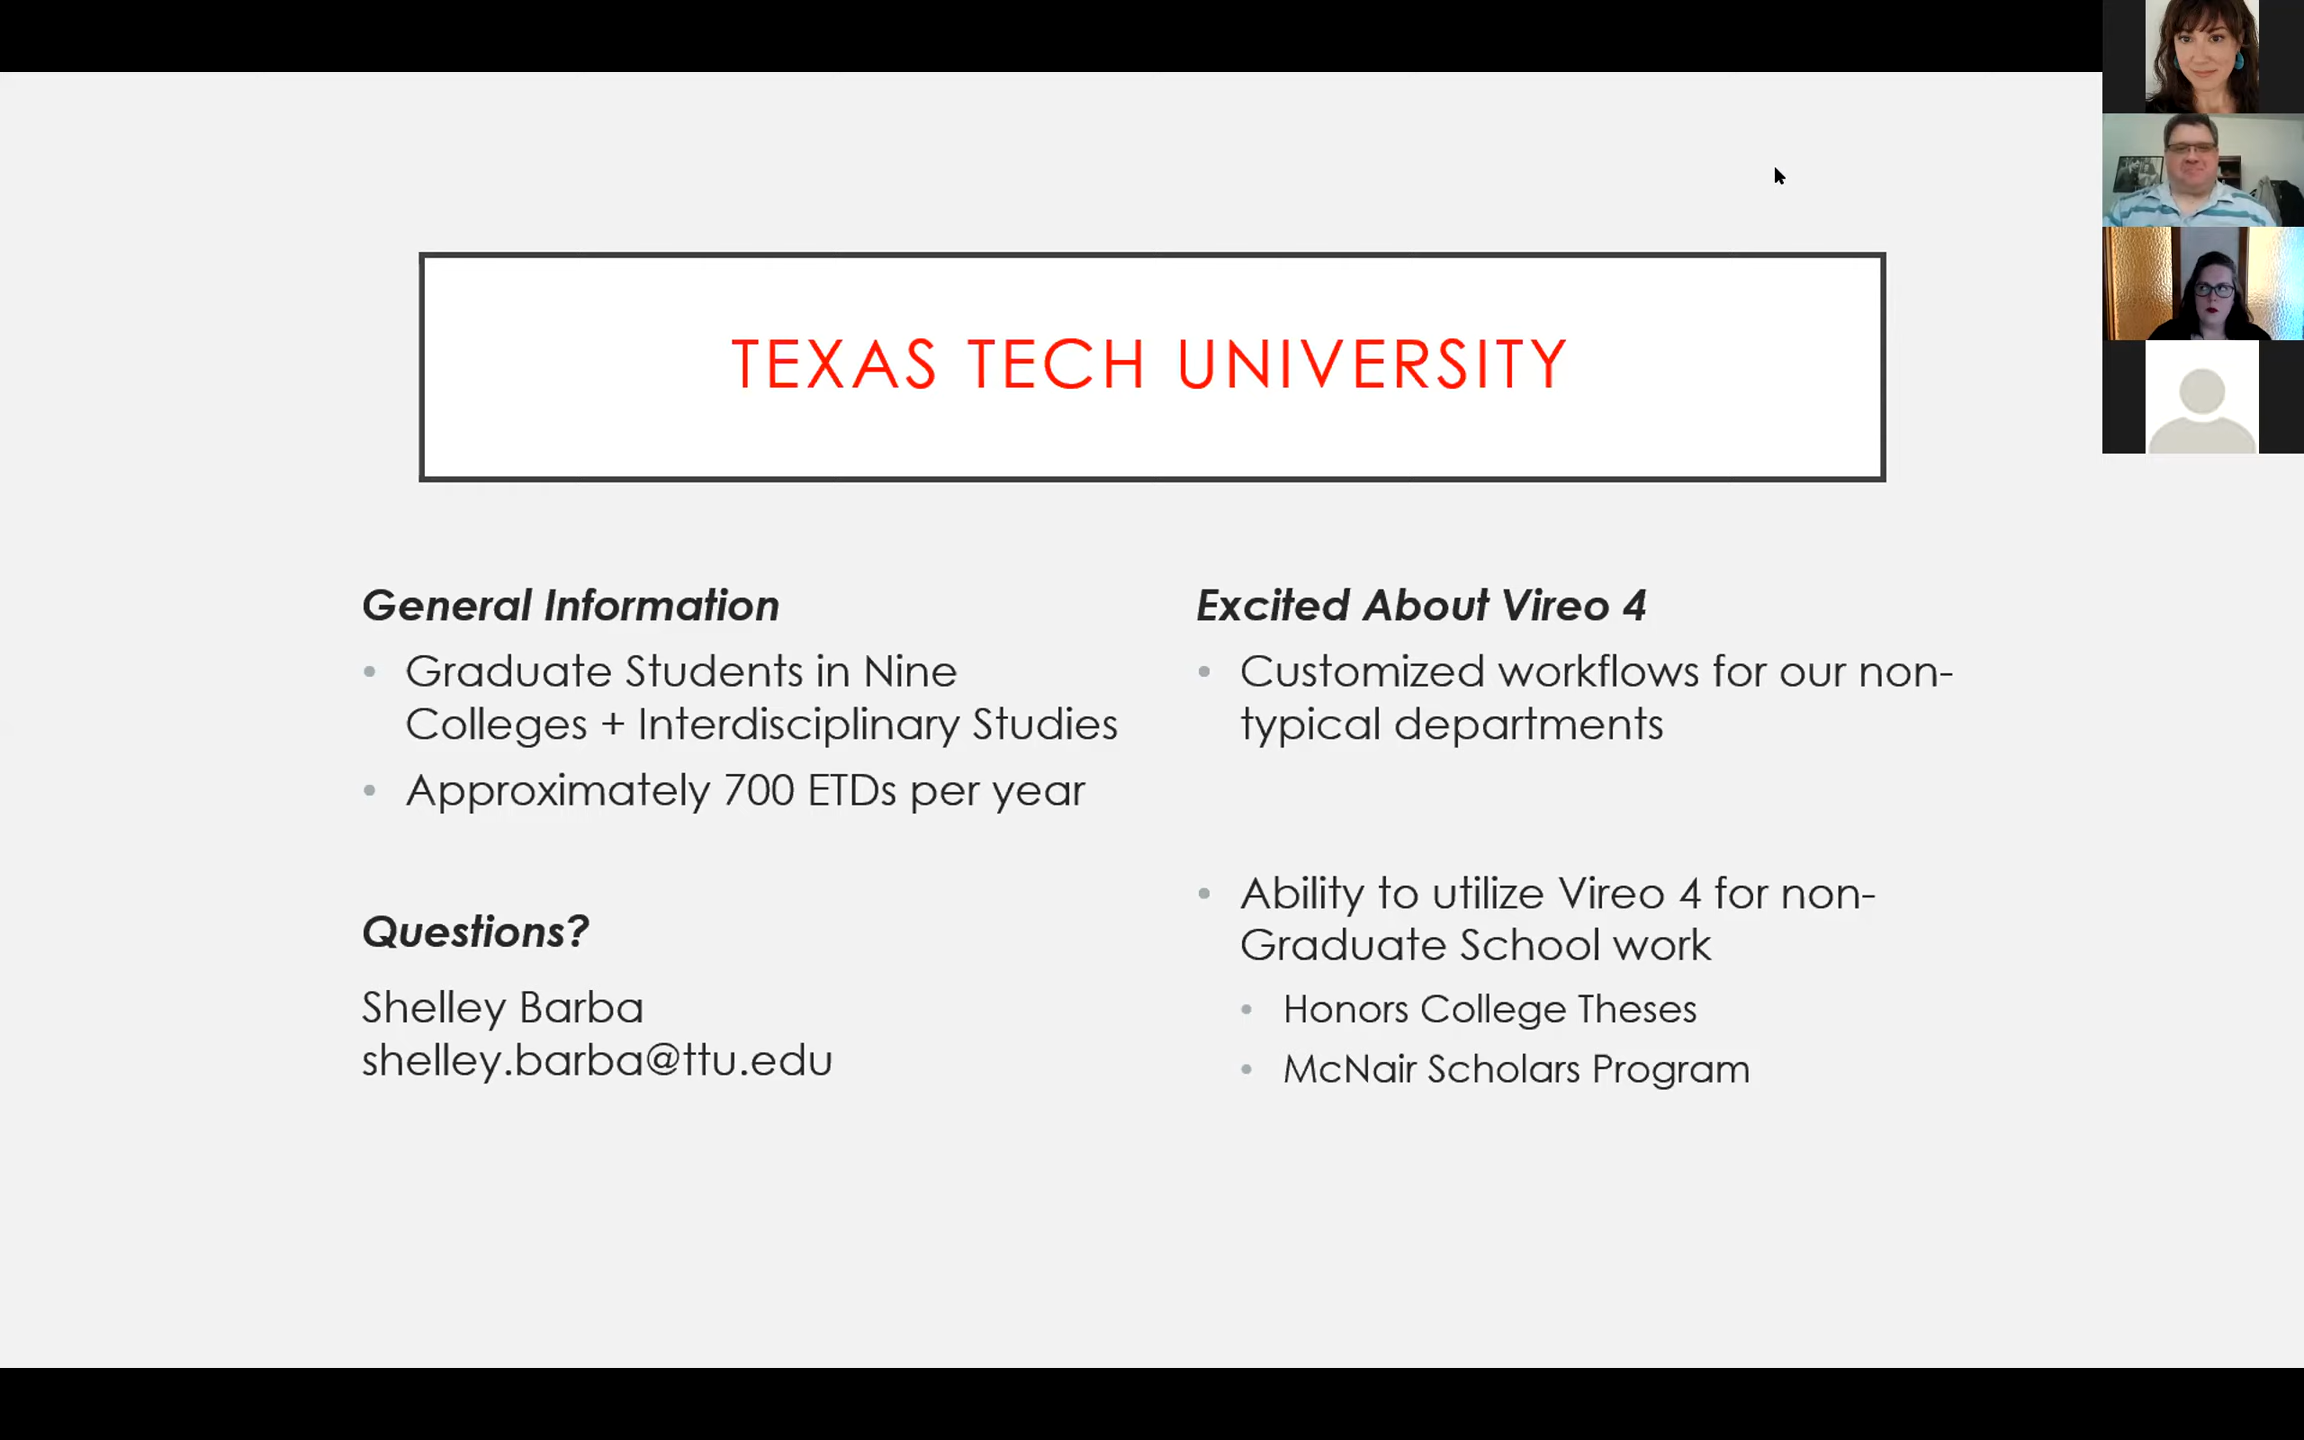 TEXAS TECH UNIVERSITY
General Information
• Graduate Students in Nine
Colleges + Interdisciplinary Studies
• Approximately 700 ETDs per year
Questions?
Shelley Barba
shelley.barba@ttu.edu
Excited About Vireo 4
• Customized workflows for our non-
typical departments
• Ability to utilize Vireo 4 for non-
Graduate School work
• Honors College Theses
• McNair Scholars Program